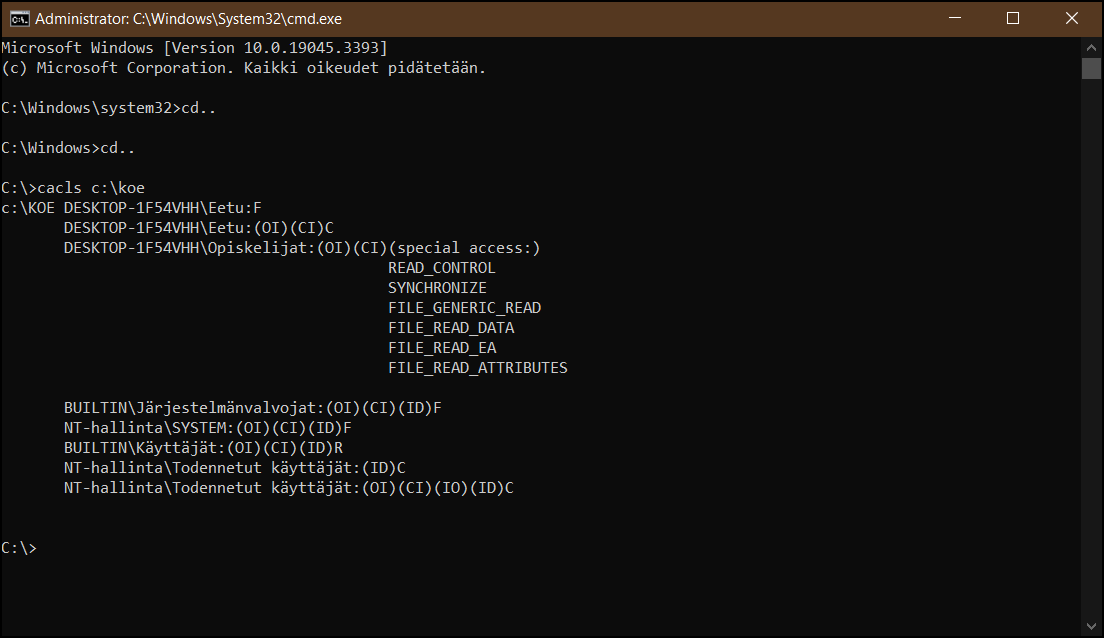 Administrator: C:\Windows\System32\cmd.exe
Microsoft Windows [Version 10.0.19045.3393]
(c) Microsoft Corporation. Kaikki oikeudet pidätetään.
C:\Windows\system32>cd..
C:\Windows>cd..
C:\>cacls c:\koe
c:\KOE DESKTOP-1F54VHH\Eetu:F
DESKTOP-1F54VHH\Eetu:(OI)(CI)C
DESKTOP-1F54VHH\Opiskelijat:(OI)(CI)(special access:)
READ_CONTROL
SYNCHRONIZE
FILE_GENERIC_READ
FILE_READ_DATA
FILE_READ_EA
FILE_READ_ATTRIBUTES
BUILTIN\Järjestelmänvalvojat:(OI)(CI)(ID)F
NT-hallinta\SYSTEM:(OI)(CI)(ID)F
BUILTIN\Käyttäjät:(OI)(CI)(ID)R
NT-hallinta\Todennetut käyttäjät:(ID)C
NT-hallinta\Todennetut käyttäjät:(OI)(CI)(IO)(ID)C
C:\>